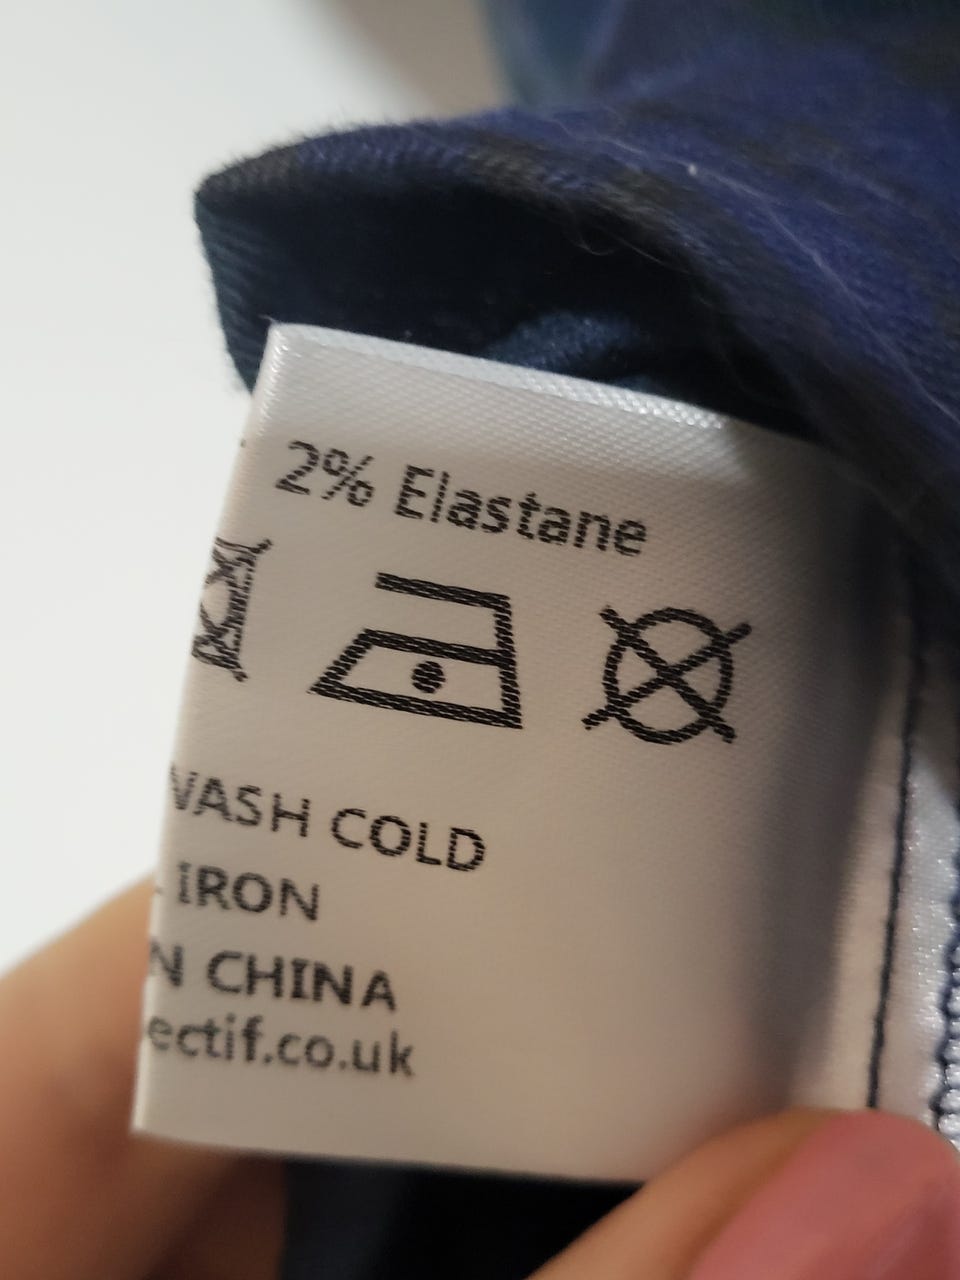 2% Elastane
VASH COLD
IRON
N CHINA
ectif.co.uk